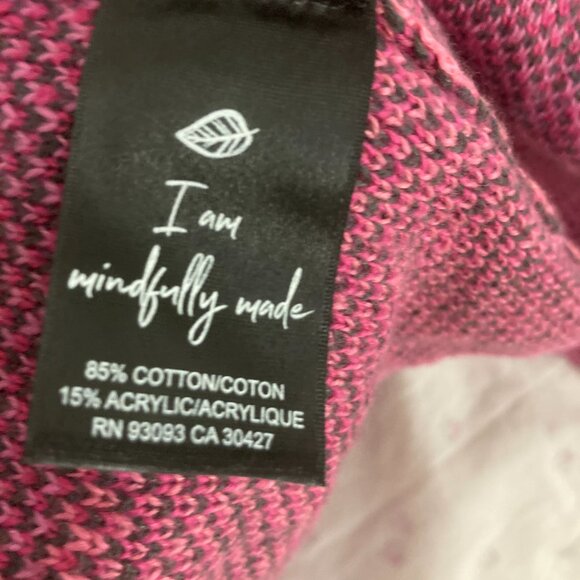 I am
mindfully made
85% COTTON/COTON
15% ACRYLIC/ACRYLIQUE
RN 93093 CA 30427